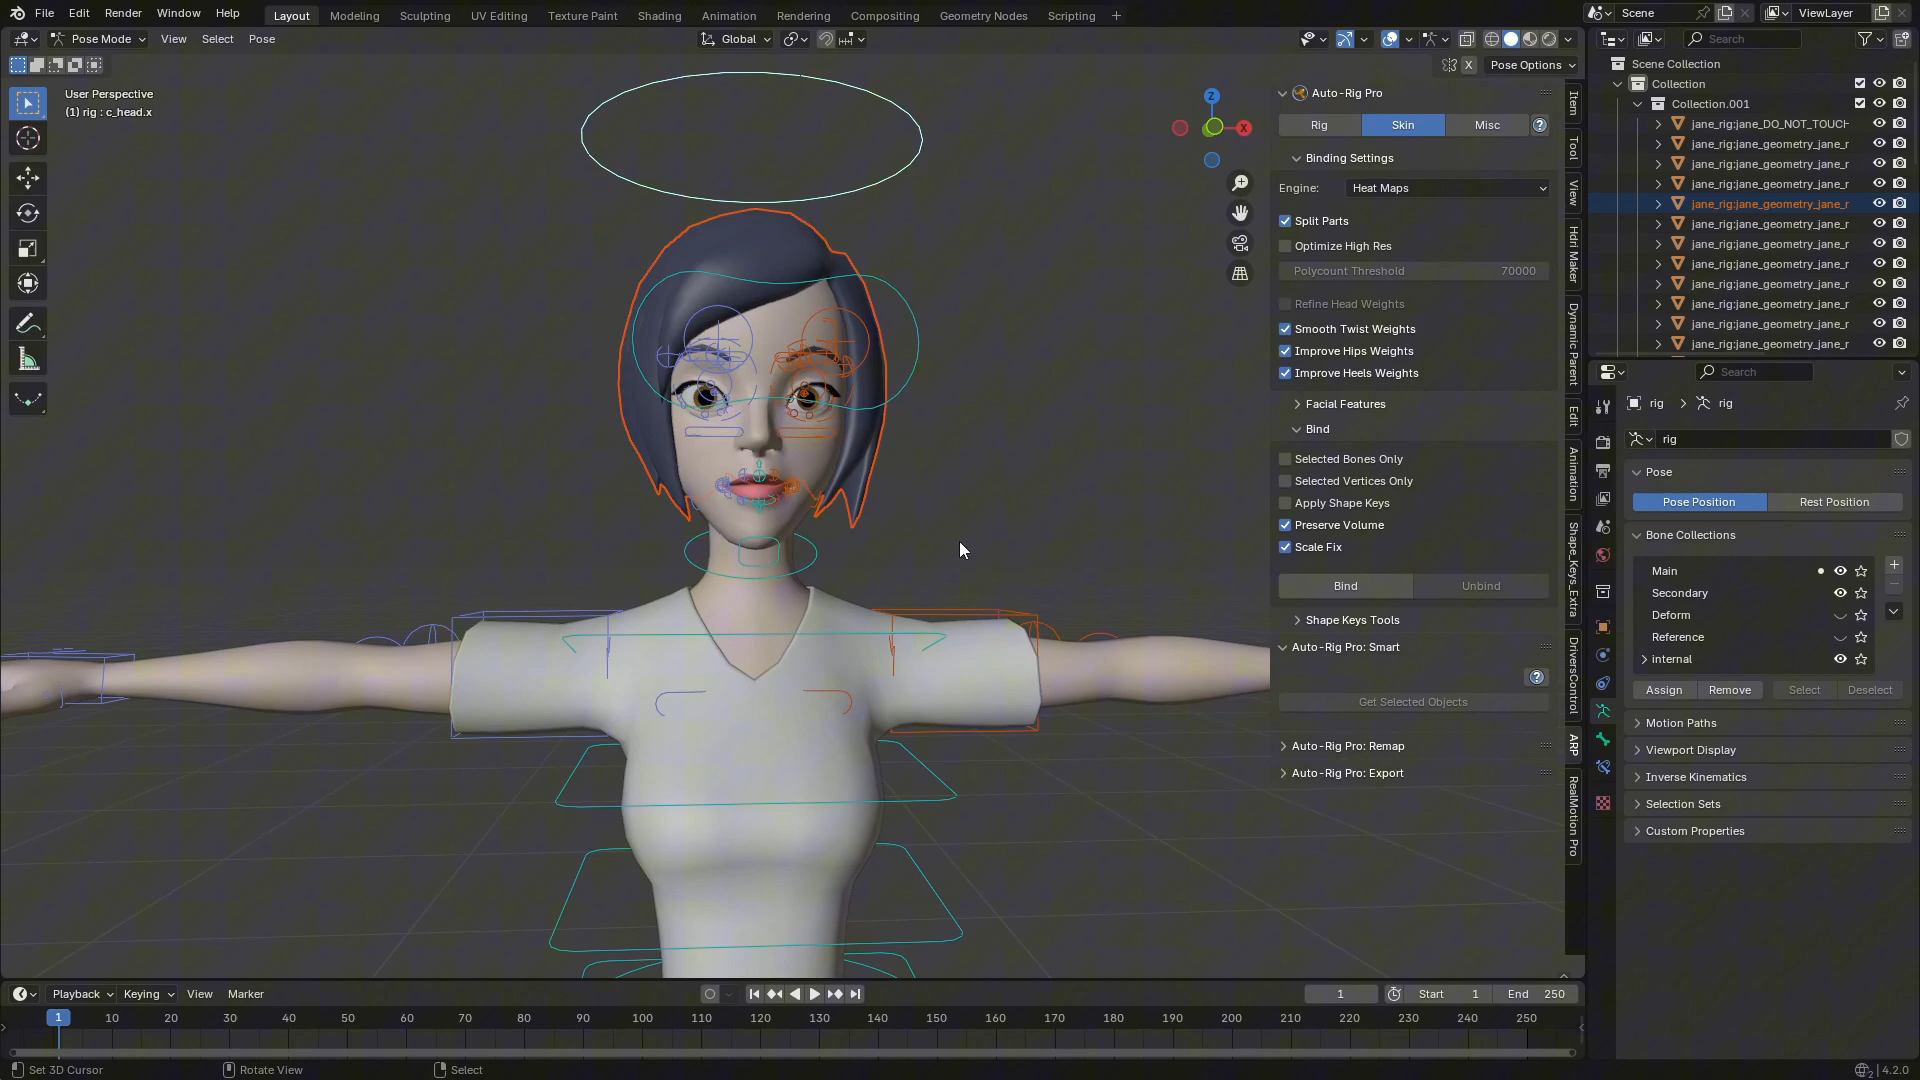 File Edit Render Window Help Layout Modeling Sculpting UV Editing Texture Paint Shading Animation Rendering Compositing Geometry Nodes Scripting + Scene ViewLayer
Pose Mode View Select Pose Global Search
X Pose Options
Scene Collection
Collection
Collection.001
jane_rig:jane_DO_NOT_TOUCH
jane_rig:jane_geometry_jane_r
jane_rig:jane_geometry_jane_r
jane_rig:jane_geometry_jane_r
jane_rig:jane_geometry_jane_r
jane_rig:jane_geometry_jane_r
jane_rig:jane_geometry_jane_r
jane_rig:jane_geometry_jane_r
jane_rig:jane_geometry_jane_r
jane_rig:jane_geometry_jane_r
jane_rig:jane_geometry_jane_r
jane_rig:jane_geometry_jane_r
User Perspective
(1) rig : c_head.x
Z
X
Auto-Rig Pro
Rig Skin Misc ?
Binding Settings
Engine: Heat Maps
Split Parts
Optimize High Res
Polycount Threshold 70000
Refine Head Weights
Smooth Twist Weights
Improve Hips Weights
Improve Heels Weights
Facial Features
Bind
Selected Bones Only
Selected Vertices Only
Apply Shape Keys
Preserve Volume
Scale Fix
Bind Unbind
Shape Keys Tools
Auto-Rig Pro: Smart
?
Get Selected Objects
Auto-Rig Pro: Remap
Auto-Rig Pro: Export
Item
Tool
View
Hdri Maker
Dynamic Parent
Edit
Animation
Shape_Keys_Extra
DriversControl
ARP
RealMotion Pro
Search
rig > rig
rig
Pose
Pose Position Rest Position
Bone Collections
Main
Secondary
Deform
Reference
internal
Assign Remove Select Deselect
Motion Paths
Viewport Display
Inverse Kinematics
Selection Sets
Custom Properties
Playback Keying View Marker 1 Start 1 End 250
1 10 20 30 40 50 60 70 80 90 100 110 120 130 140 150 160 170 180 190 200 210 220 230 240 250
Set 3D Cursor Rotate View Select 2 4.2.0